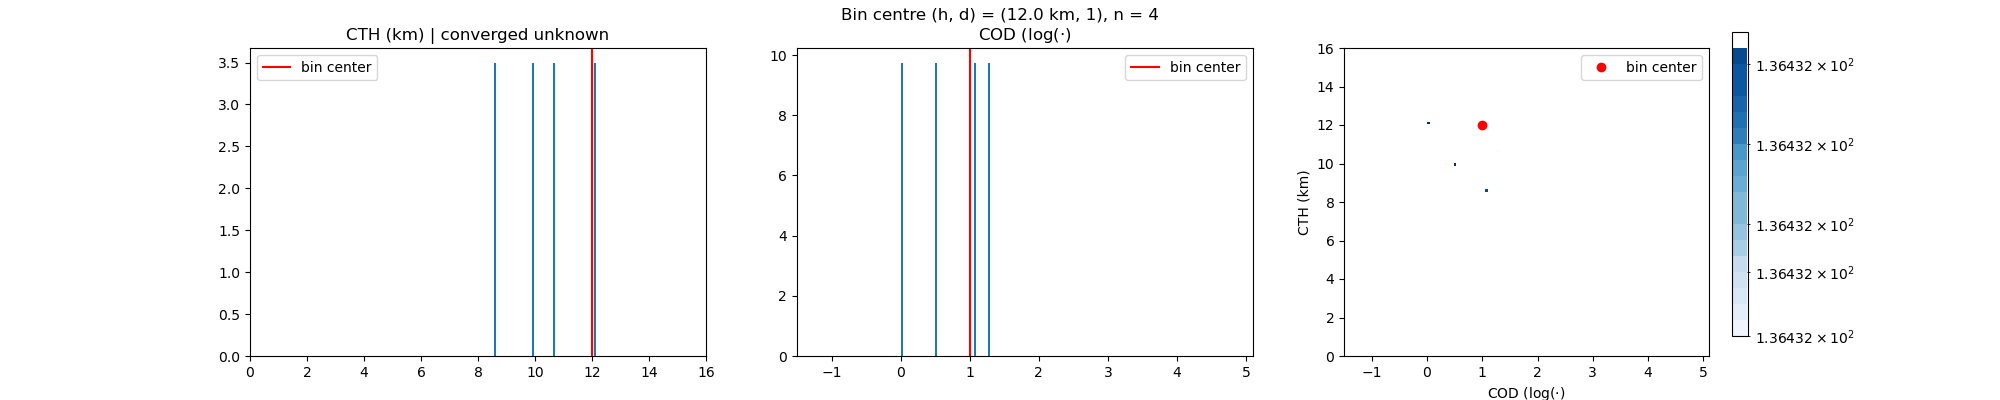 Bin centre (h, d) = (12.0 km, 1), n = 4
CTH (km) | converged unknown
bin center
3.5
3.0
2.5
2.0
1.5
1.0
0.5
0.0
0 2 4 6 8 10 12 14 16
COD (log(·)
bin center
10
8
6
4
2
0
−1 0 1 2 3 4 5
bin center
16
14
12
10
8
6
4
2
0
CTH (km)
−1 0 1 2 3 4 5
COD (log(·)
1.36432 × 10²
1.36432 × 10²
1.36432 × 10²
1.36432 × 10²
1.36432 × 10²